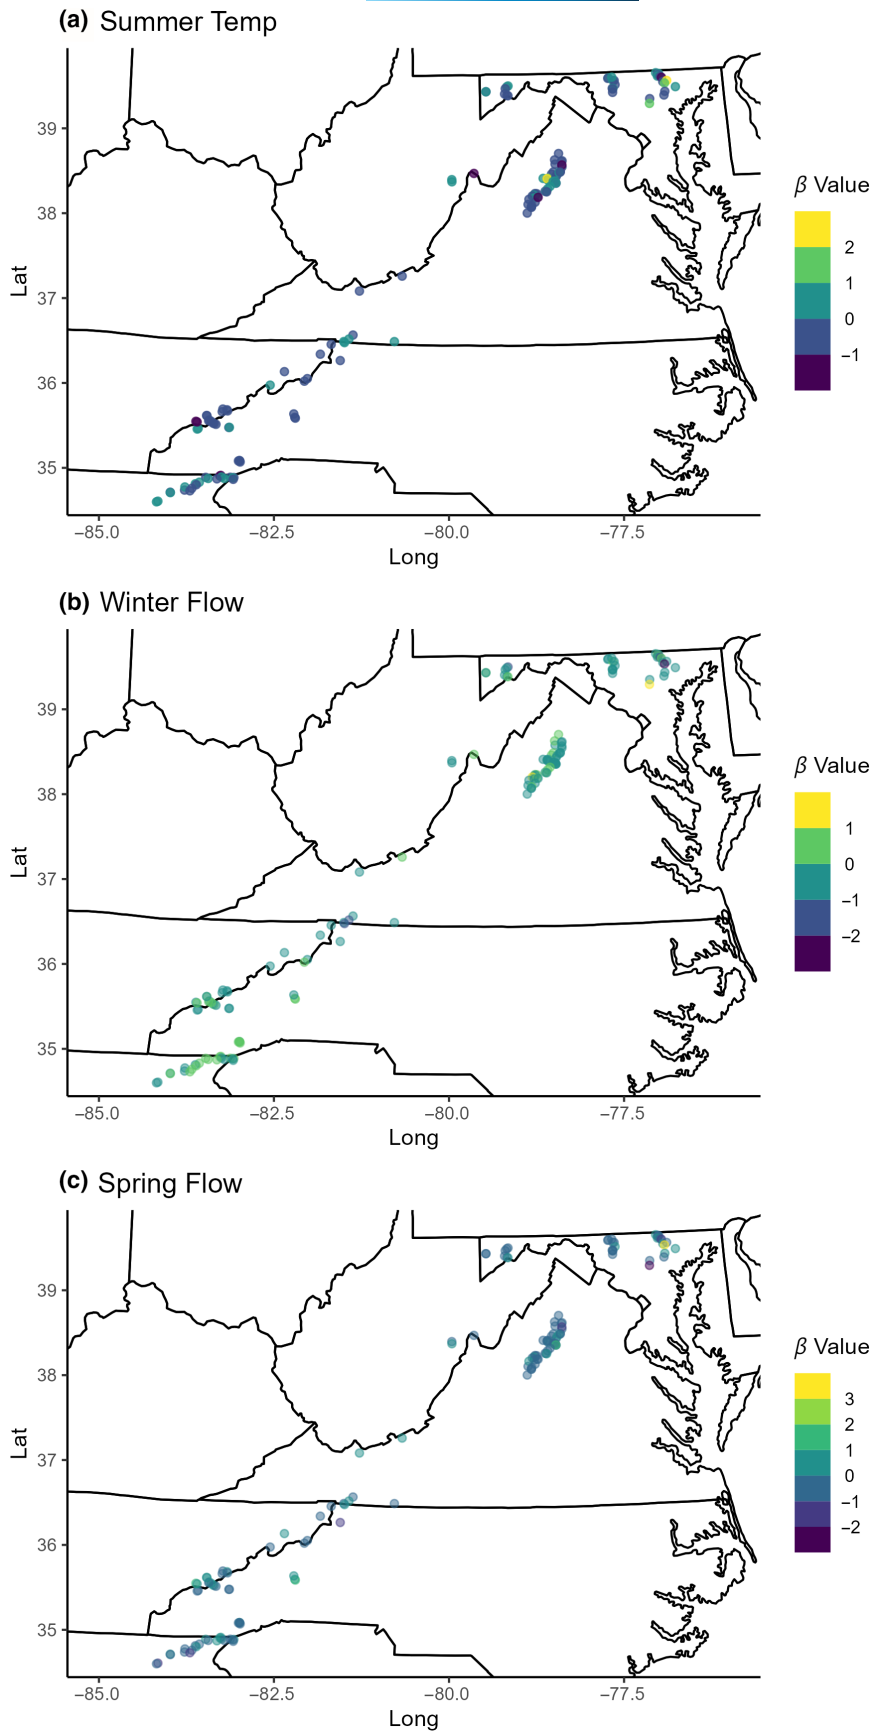 (a) Summer Temp
39
38
37
36
35
Lat
−85.0 −82.5 −80.0 −77.5
Long
β Value
2
1
0
−1
(b) Winter Flow
39
38
37
36
35
Lat
−85.0 −82.5 −80.0 −77.5
Long
β Value
1
0
−1
−2
(c) Spring Flow
39
38
37
36
35
Lat
−85.0 −82.5 −80.0 −77.5
Long
β Value
3
2
1
0
−1
−2